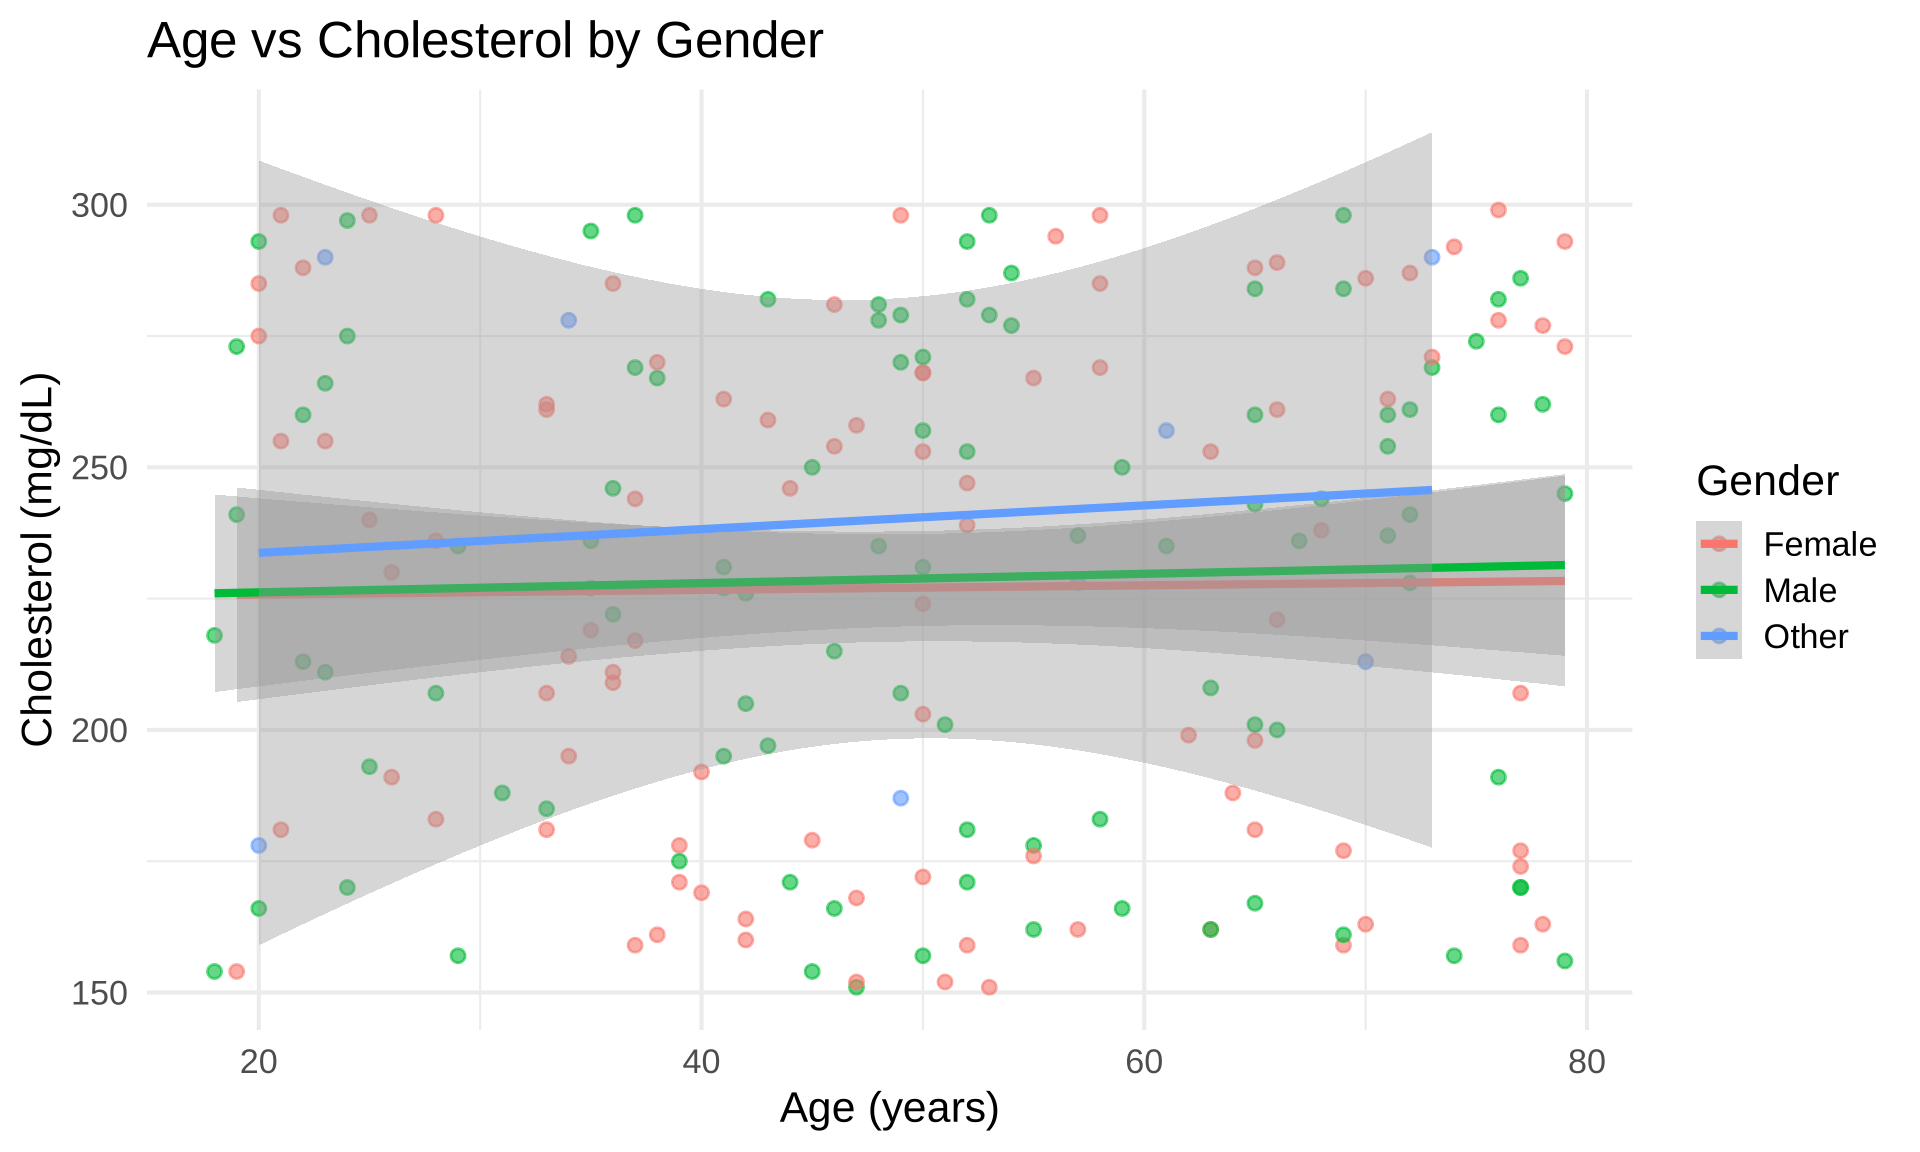 Age vs Cholesterol by Gender
Cholesterol (mg/dL)
300
250
200
150
20 40 60 80
Age (years)
Gender
Female
Male
Other